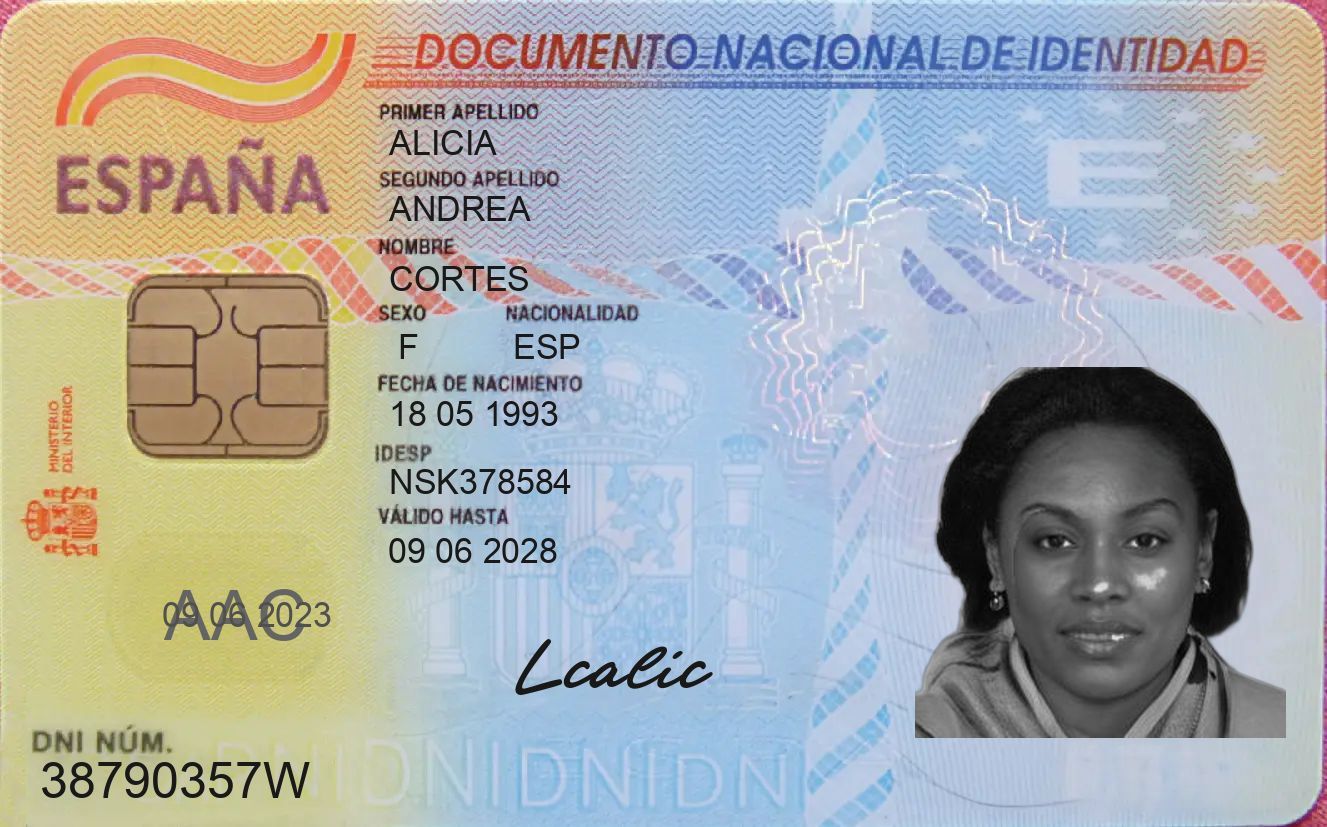 DOCUMENTO NACIONAL DE IDENTIDAD
ESPAÑA
PRIMER APELLIDO
ALICIA
SEGUNDO APELLIDO
ANDREA
NOMBRE
CORTES
SEXO NACIONALIDAD
F ESP
FECHA DE NACIMIENTO
18 05 1993
IDESP
NSK378584
VÁLIDO HASTA
09 06 2028
MINISTERIO
DEL INTERIOR
E
AAC
09 06 2023
Lcalic
DNI NÚM.
38790357W
DNIDNIDNIDNI